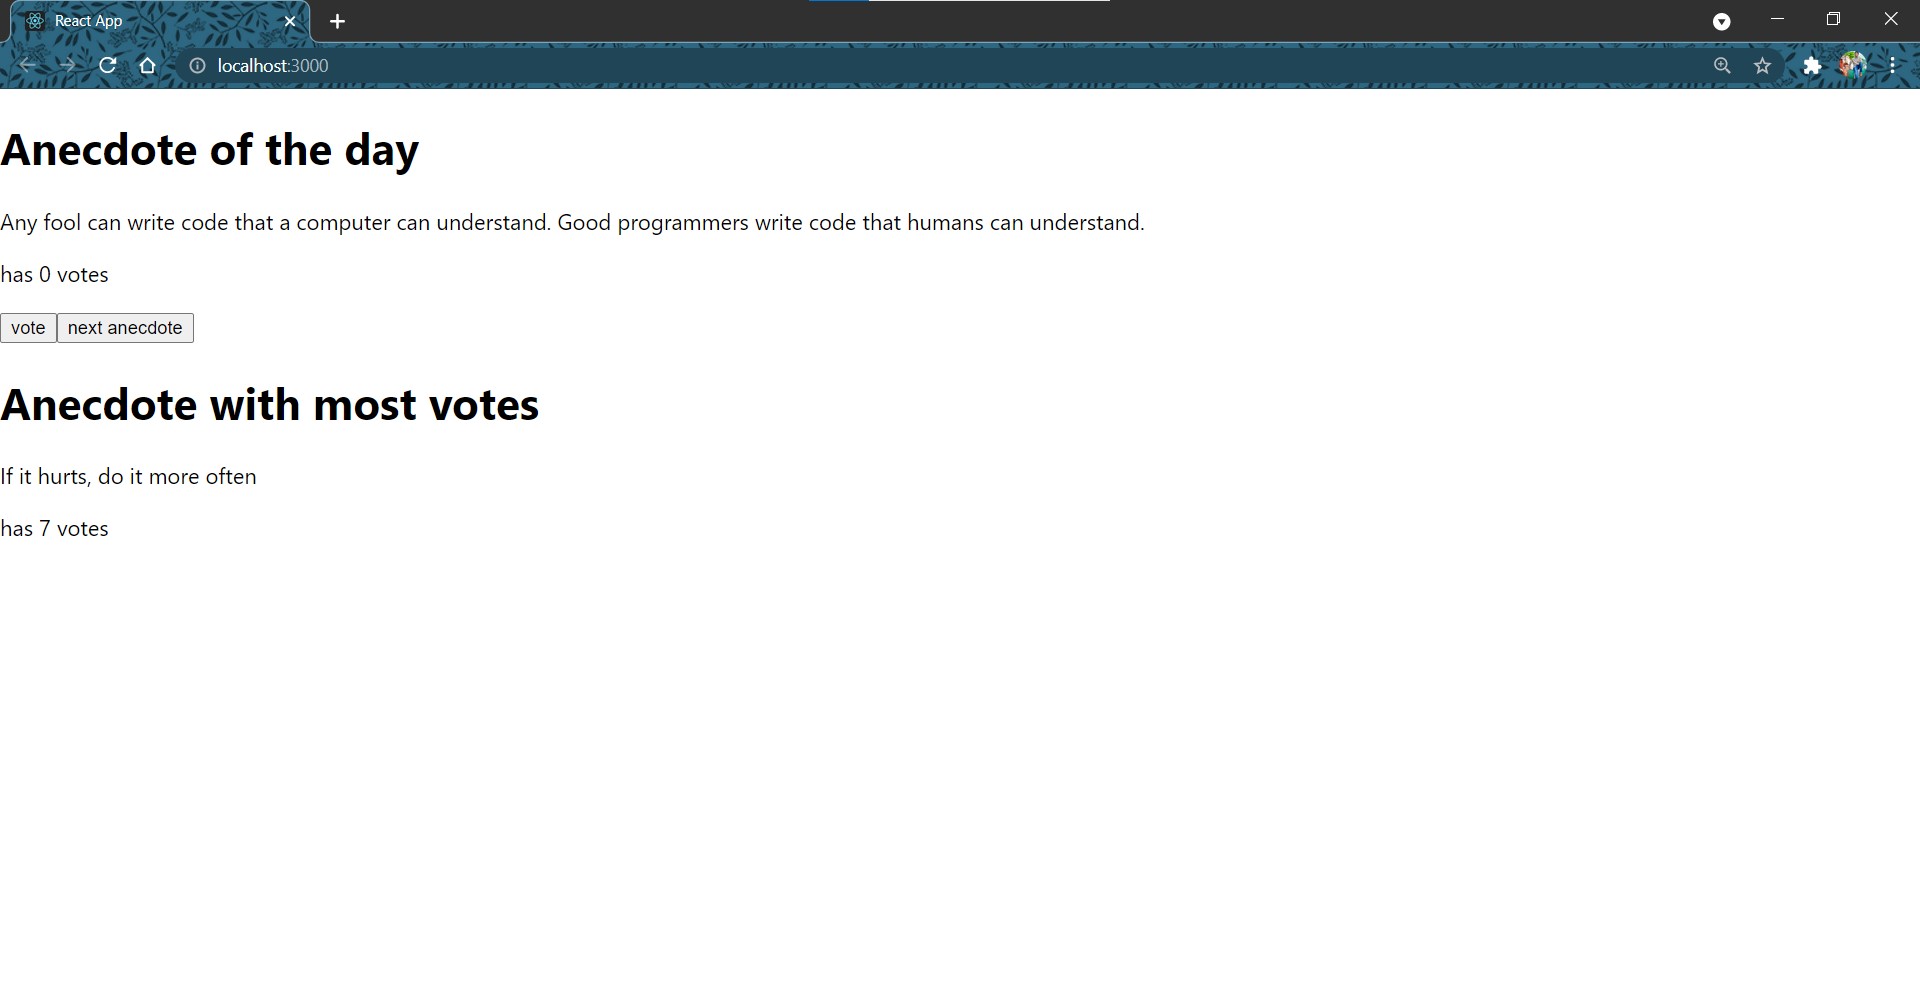 React App
localhost:3000
Anecdote of the day
Any fool can write code that a computer can understand. Good programmers write code that humans can understand.
has 0 votes
vote next anecdote
Anecdote with most votes
If it hurts, do it more often
has 7 votes